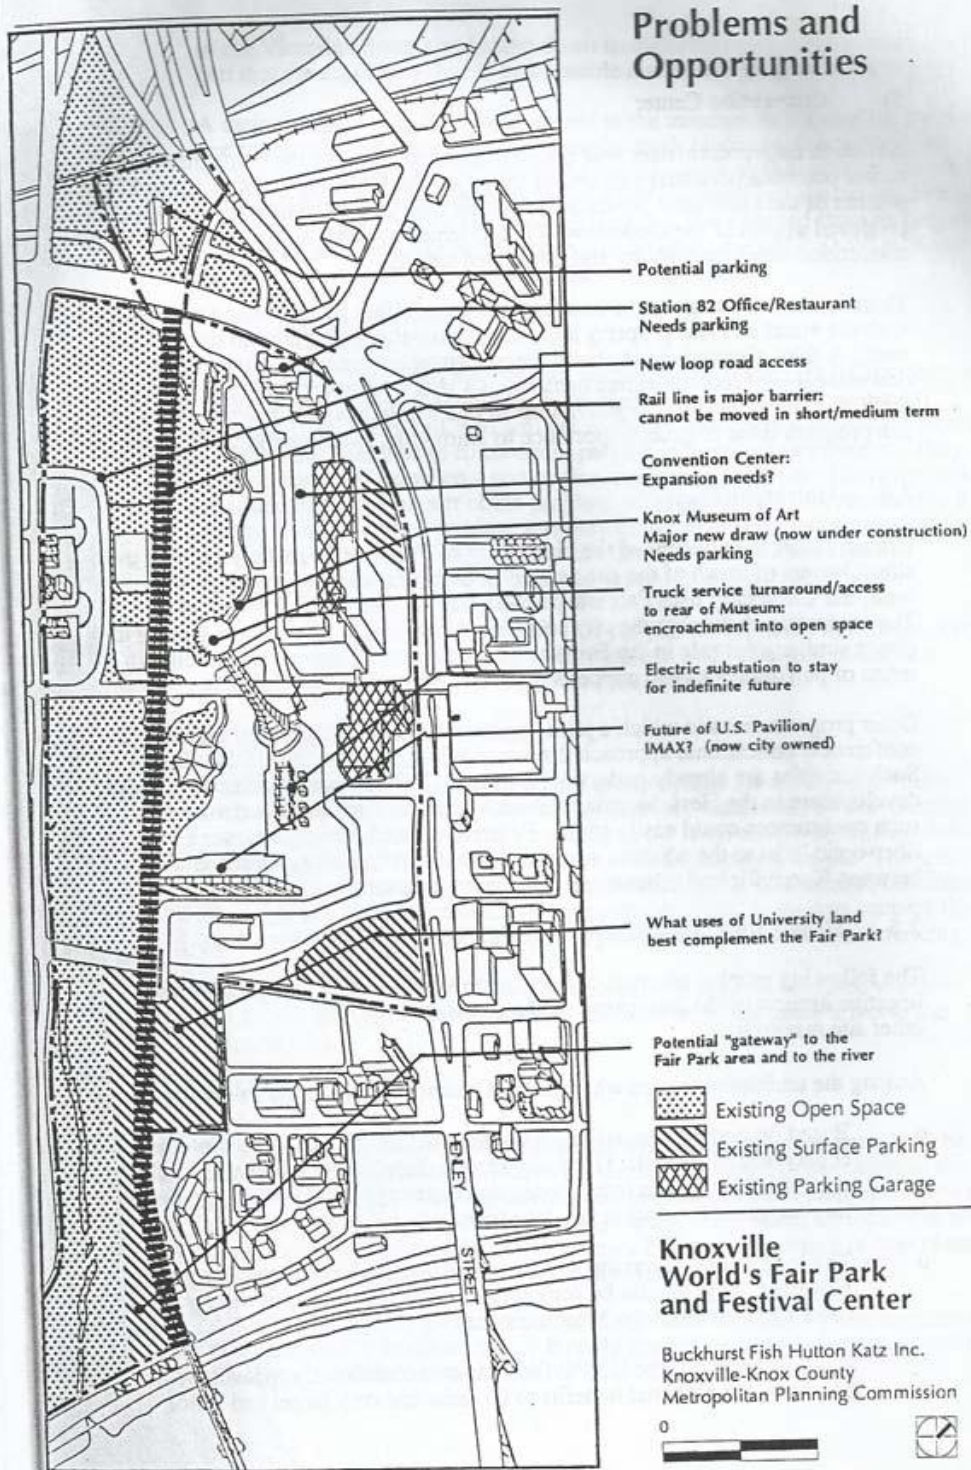 Problems and
Opportunities
Potential parking
Station 82 Office/Restaurant
Needs parking
New loop road access
Rail line is major barrier:
cannot be moved in short/medium term
Convention Center:
Expansion needs?
Knox Museum of Art
Major new draw (now under construction)
Needs parking
Truck service turnaround/access
to rear of Museum:
encroachment into open space
Electric substation to stay
for indefinite future
Future of U.S. Pavilion/
IMAX? (now city owned)
What uses of University land
best complement the Fair Park?
Potential "gateway" to the
Fair Park area and to the river
Existing Open Space
Existing Surface Parking
Existing Parking Garage
HENLEY
STREET
Knoxville
World's Fair Park
and Festival Center
Buckhurst Fish Hutton Katz Inc.
Knoxville-Knox County
Metropolitan Planning Commission
0